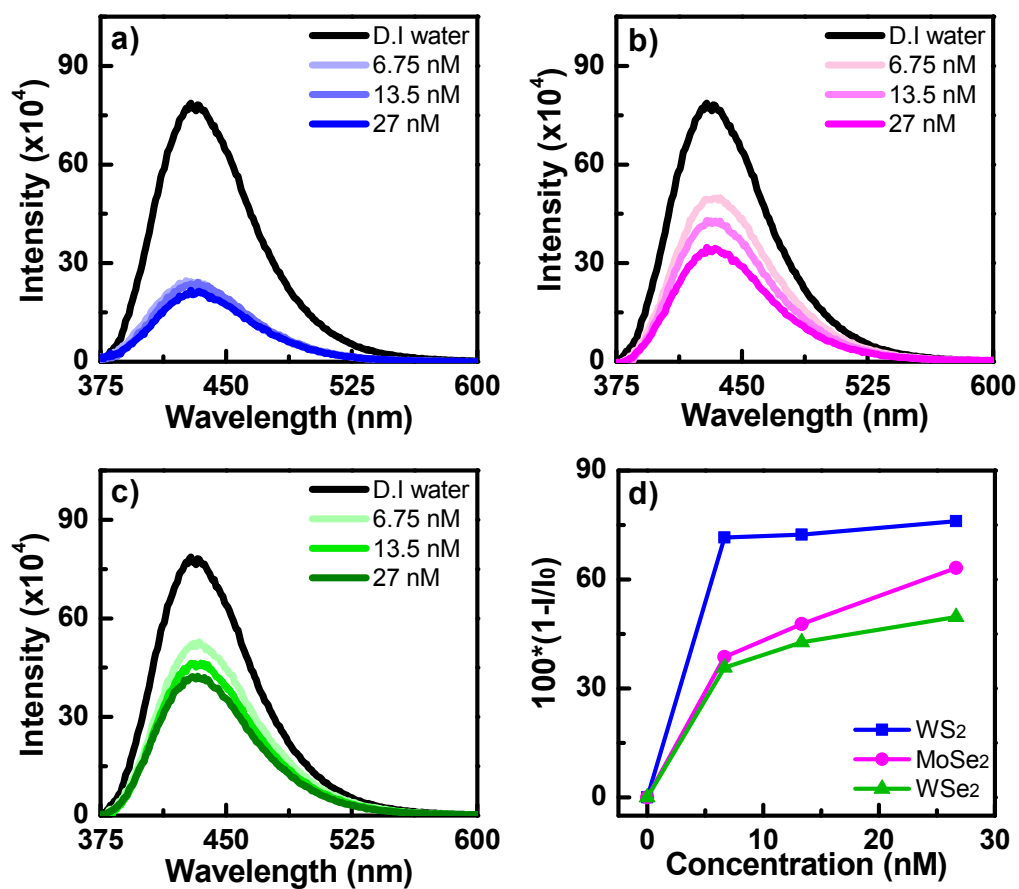 a)
D.I water
6.75 nM
13.5 nM
27 nM
90
60
30
0
Intensity (x10⁴)
375 450 525 600
Wavelength (nm)
b)
D.I water
6.75 nM
13.5 nM
27 nM
90
60
30
0
Intensity (x10⁴)
375 450 525 600
Wavelength (nm)
c)
D.I water
6.75 nM
13.5 nM
27 nM
90
60
30
0
Intensity (x10⁴)
375 450 525 600
Wavelength (nm)
d)
90
60
30
0
100*(1-I/I₀)
WS₂
MoSe₂
WSe₂
0 10 20 30
Concentration (nM)